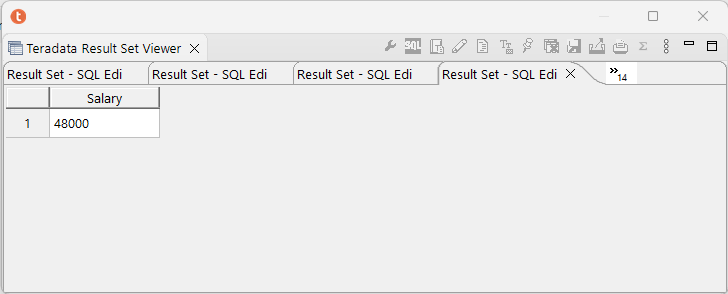 Teradata Result Set Viewer
SQL
Result Set - SQL Edi
Result Set - SQL Edi
Result Set - SQL Edi
Result Set - SQL Edi
»14
Salary
1 48000